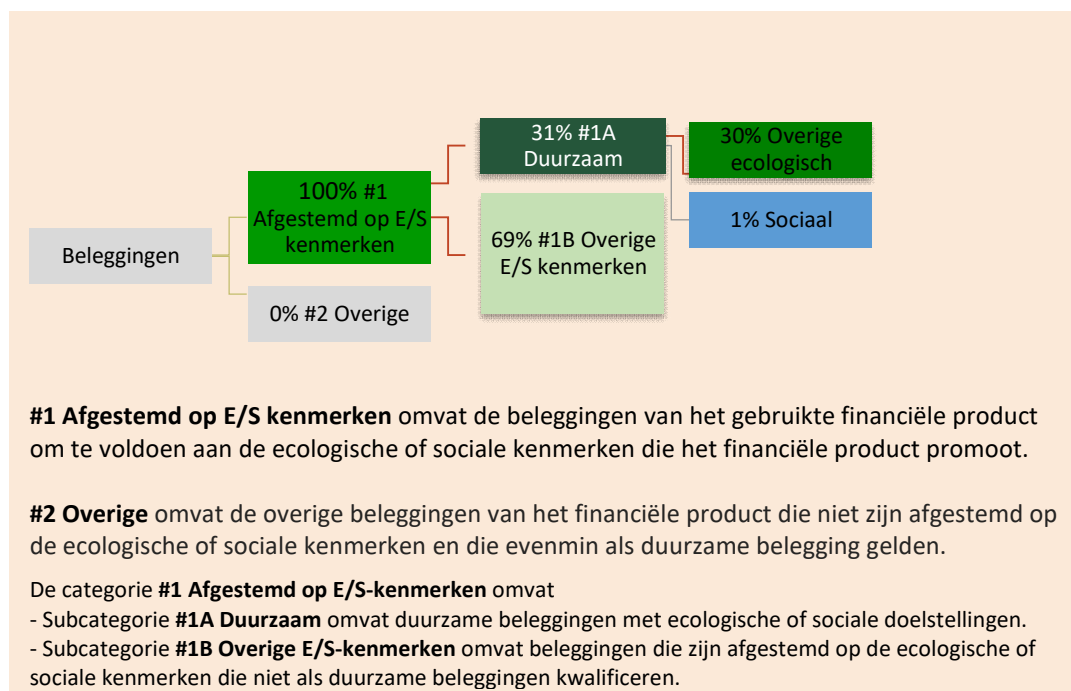 31% #1A
Duurzaam
30% Overige
ecologisch
100% #1
Afgestemd op E/S
kenmerken
1% Sociaal
69% #1B Overige
E/S kenmerken
Beleggingen
0% #2 Overige
#1 Afgestemd op E/S kenmerken omvat de beleggingen van het gebruikte financiële product
om te voldoen aan de ecologische of sociale kenmerken die het financiële product promoot.
#2 Overige omvat de overige beleggingen van het financiële product die niet zijn afgestemd op
de ecologische of sociale kenmerken en die evenmin als duurzame belegging gelden.
De categorie #1 Afgestemd op E/S-kenmerken omvat
- Subcategorie #1A Duurzaam omvat duurzame beleggingen met ecologische of sociale doelstellingen.
- Subcategorie #1B Overige E/S-kenmerken omvat beleggingen die zijn afgestemd op de ecologische of
sociale kenmerken die niet als duurzame beleggingen kwalificeren.